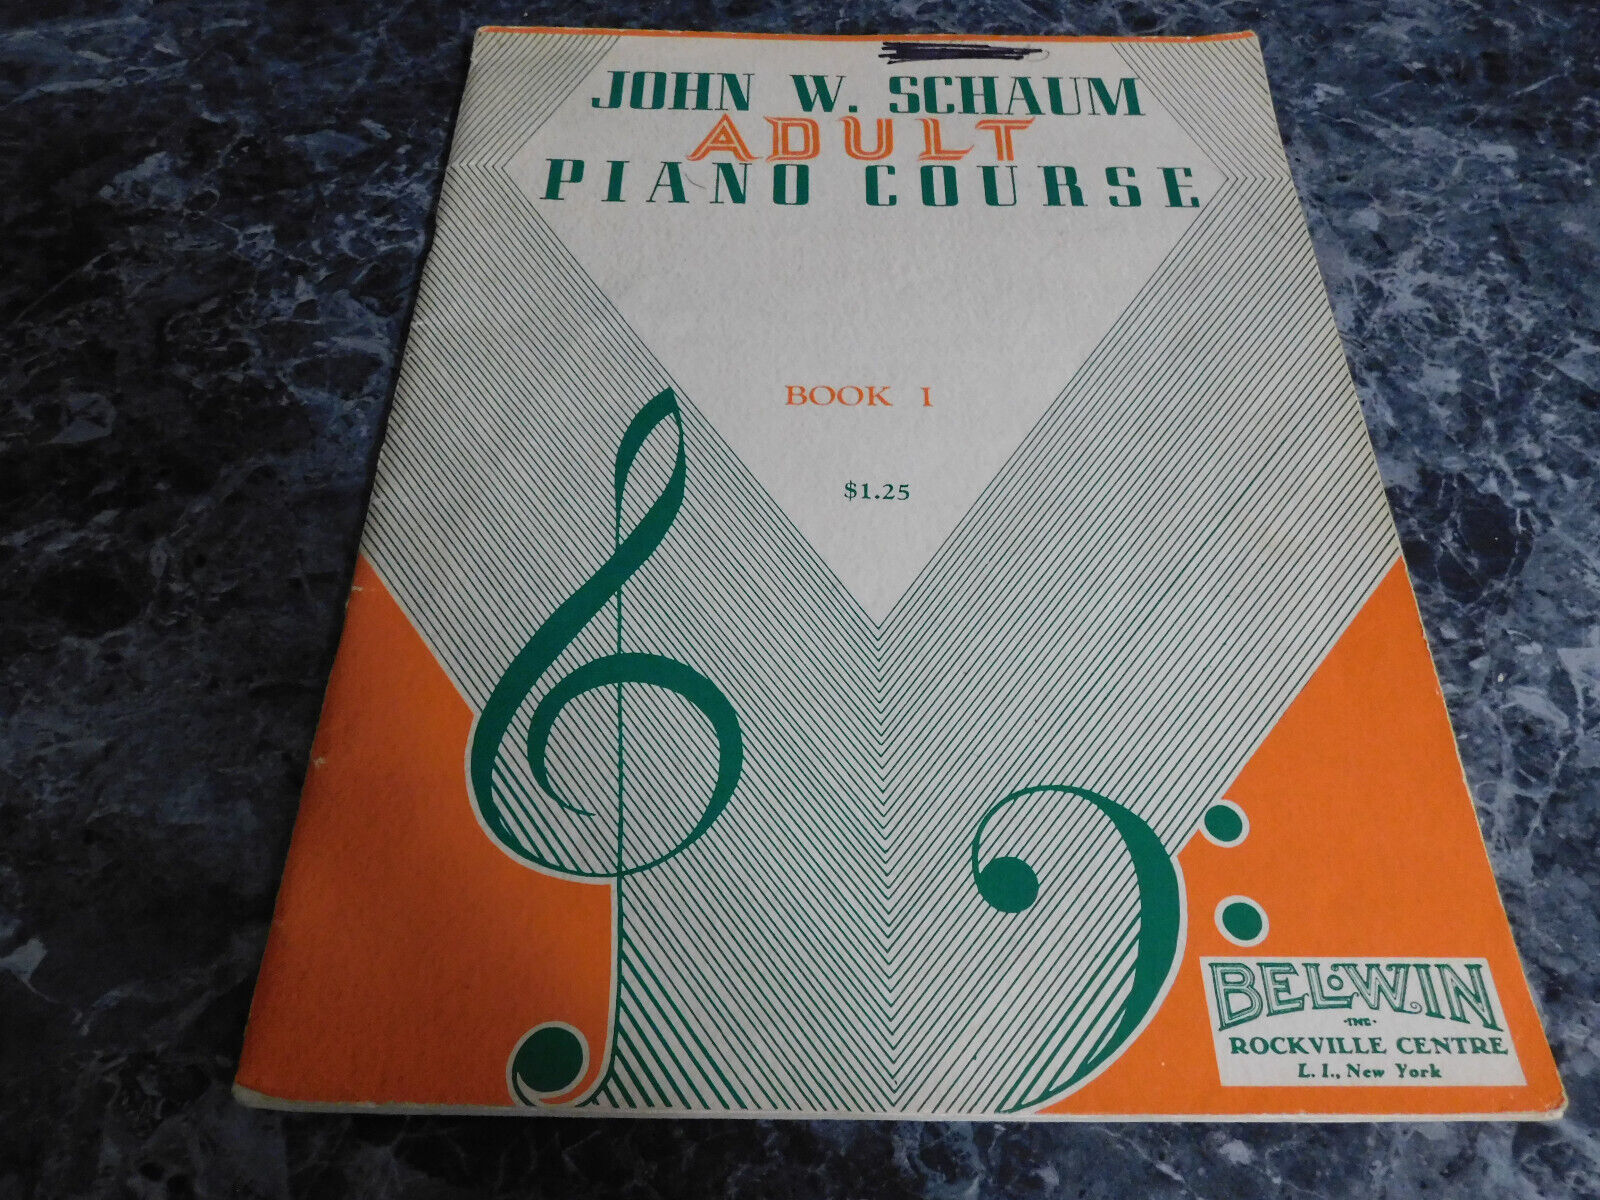 JOHN W. SCHAUM
ADULT
PIANO COURSE
BOOK I
$1.25
BELWIN
INC.
ROCKVILLE CENTRE
L. I., New York